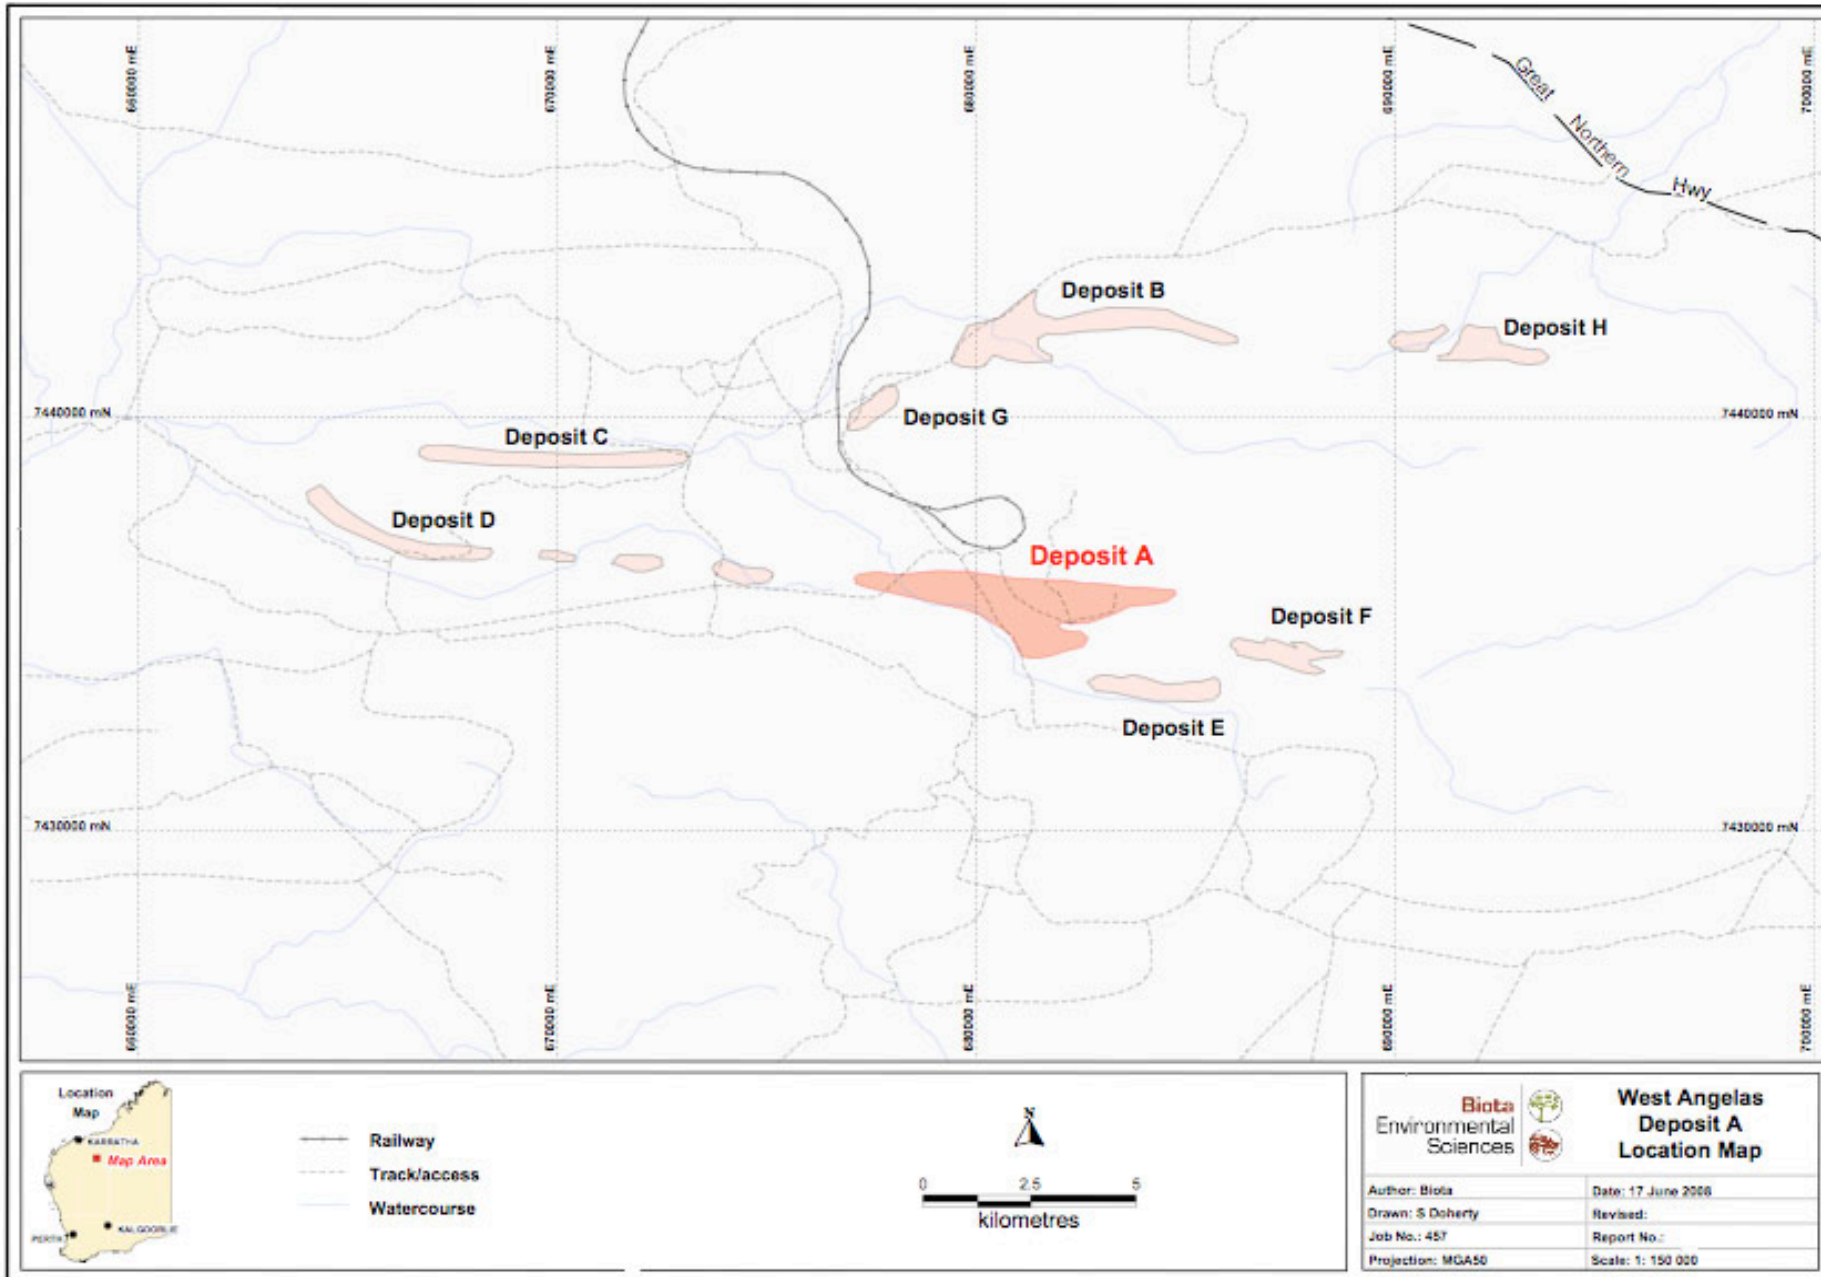 660000 mE
670000 mE
680000 mE
690000 mE
700000 mE
Great
Northern
Hwy
Deposit B
Deposit H
7440000 mN
7440000 mN
Deposit G
Deposit C
Deposit D
Deposit A
Deposit F
Deposit E
7430000 mN
7430000 mN
660000 mE
670000 mE
680000 mE
690000 mE
700000 mE
Location
Map
KARRATHA
Map Area
KALGOORLIE
PERTH
Railway
Track/access
Watercourse
N
0 2.5 5
kilometres
Biota
Environmental
Sciences
West Angelas
Deposit A
Location Map
Author: Biota
Date: 17 June 2008
Drawn: S Doherty
Revised:
Job No.: 457
Report No.:
Projection: MGA50
Scale: 1: 150 000